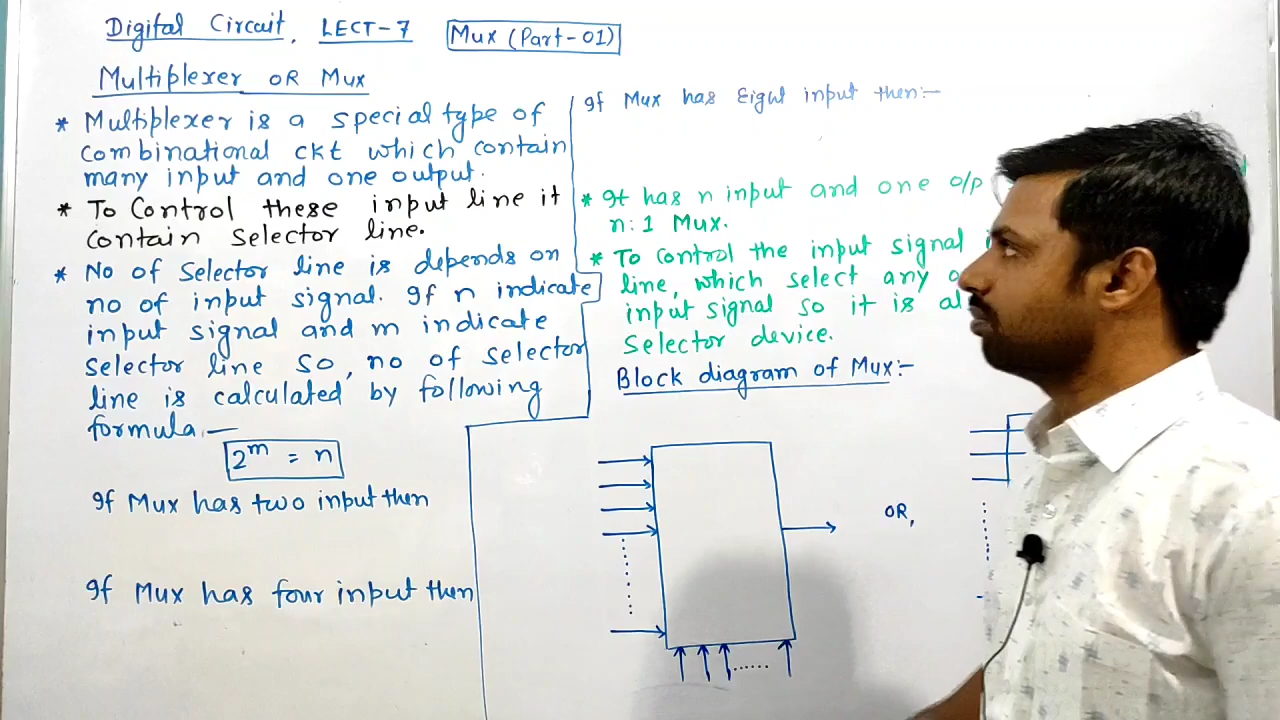 Digital Circuit, LECT-7 Mux (Part-01)
Multiplexer OR Mux
* Multiplexer is a special type of
combinational ckt which contain
many input and one output.
* To Control these input line it
contain selector line.
* No of selector line is depends on
no of input signal. If n indicate
input signal and m indicate
selector line so, no of selector
line is calculated by following
formula:—
2^m = n
If Mux has two input then
If Mux has four input then
If Mux has Eight input then:—
* It has n input and one o/p
n:1 Mux.
* To control the input signal
line, which select any
input signal so it is
selector device.
Block diagram of Mux:—
OR,